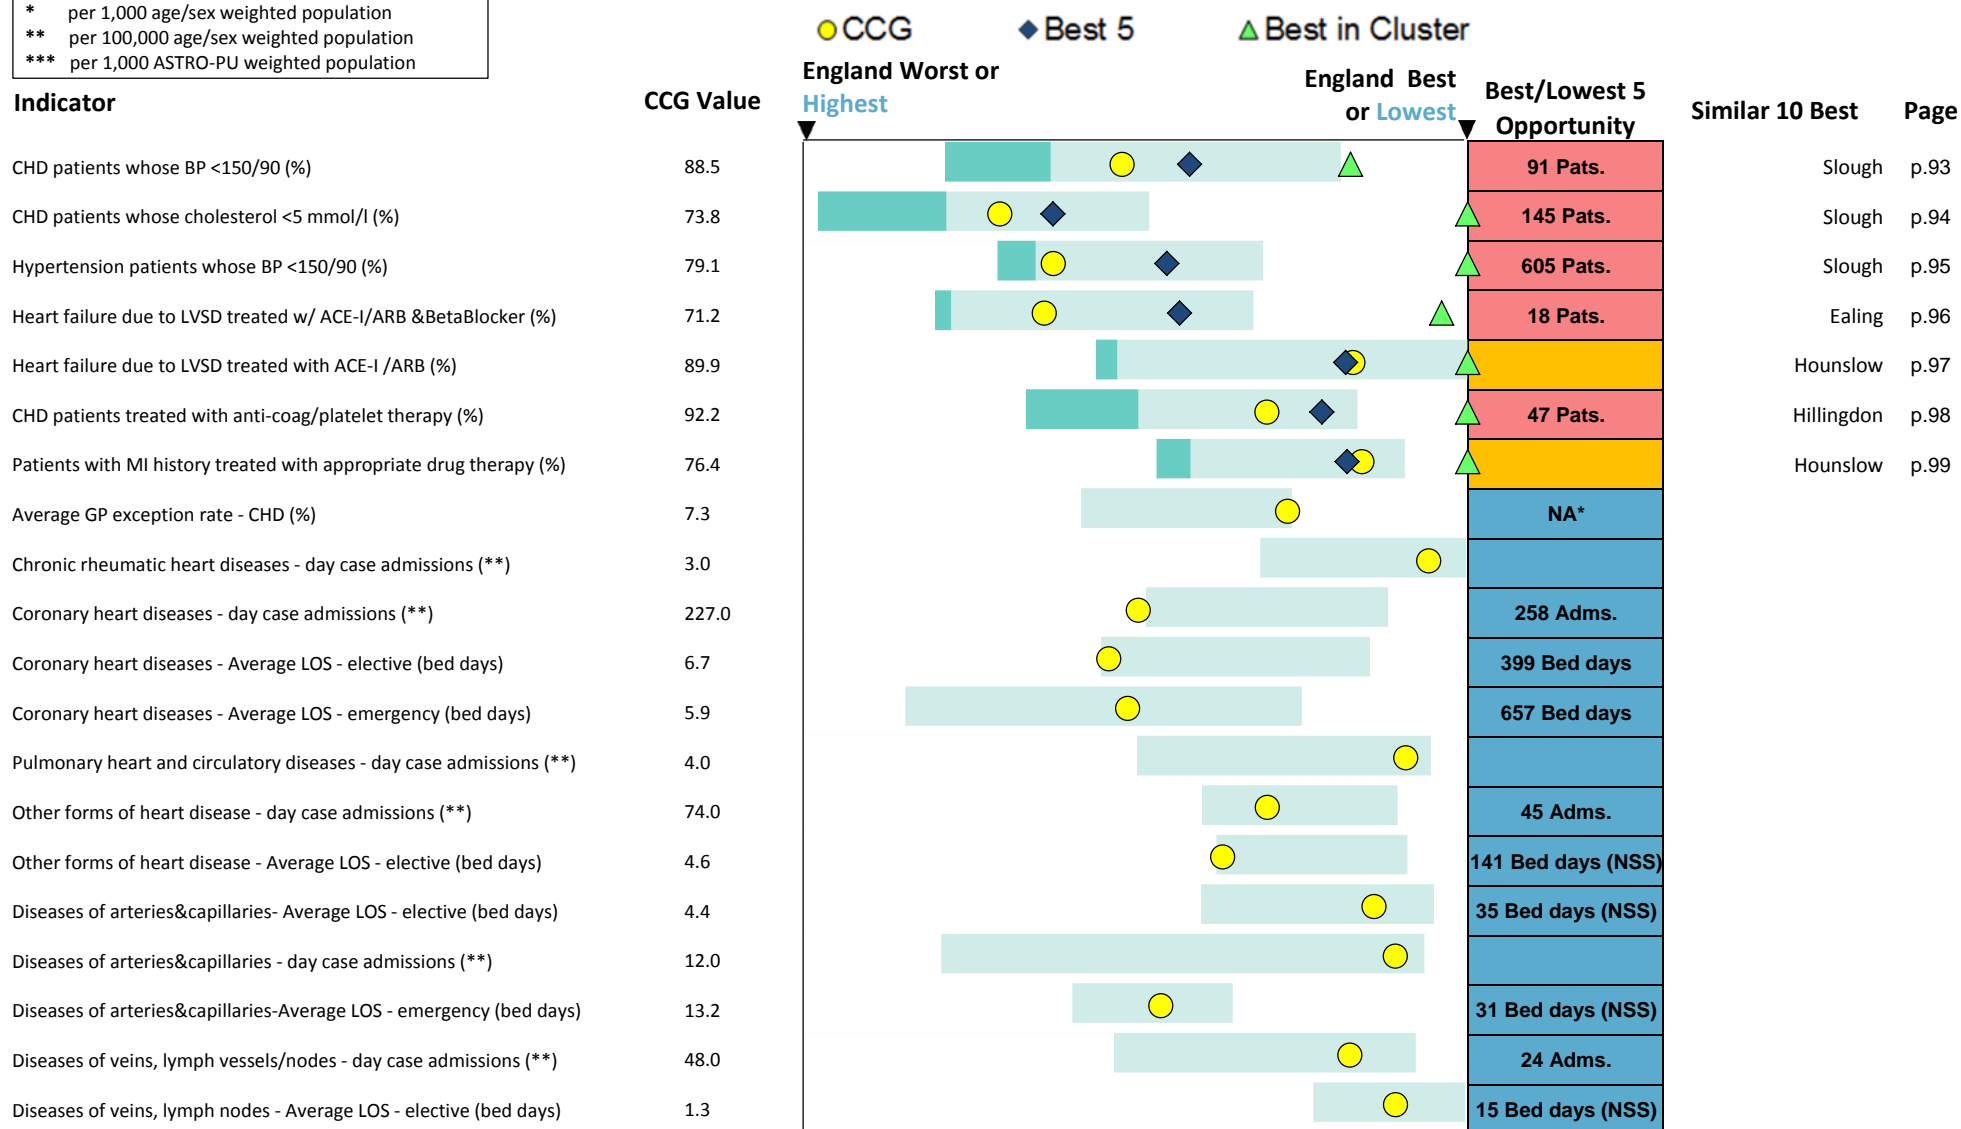 * per 1,000 age/sex weighted population
** per 100,000 age/sex weighted population
*** per 1,000 ASTRO-PU weighted population
CCG Best 5 Best in Cluster
Indicator CCG Value England Worst or Highest England Best or Lowest Best/Lowest 5 Opportunity Similar 10 Best Page
CHD patients whose BP <150/90 (%) 88.5 91 Pats. Slough p.93
CHD patients whose cholesterol <5 mmol/l (%) 73.8 145 Pats. Slough p.94
Hypertension patients whose BP <150/90 (%) 79.1 605 Pats. Slough p.95
Heart failure due to LVSD treated w/ ACE-I/ARB &BetaBlocker (%) 71.2 18 Pats. Ealing p.96
Heart failure due to LVSD treated with ACE-I /ARB (%) 89.9 Hounslow p.97
CHD patients treated with anti-coag/platelet therapy (%) 92.2 47 Pats. Hillingdon p.98
Patients with MI history treated with appropriate drug therapy (%) 76.4 Hounslow p.99
Average GP exception rate - CHD (%) 7.3 NA*
Chronic rheumatic heart diseases - day case admissions (**) 3.0
Coronary heart diseases - day case admissions (**) 227.0 258 Adms.
Coronary heart diseases - Average LOS - elective (bed days) 6.7 399 Bed days
Coronary heart diseases - Average LOS - emergency (bed days) 5.9 657 Bed days
Pulmonary heart and circulatory diseases - day case admissions (**) 4.0
Other forms of heart disease - day case admissions (**) 74.0 45 Adms.
Other forms of heart disease - Average LOS - elective (bed days) 4.6 141 Bed days (NSS)
Diseases of arteries&capillaries- Average LOS - elective (bed days) 4.4 35 Bed days (NSS)
Diseases of arteries&capillaries - day case admissions (**) 12.0
Diseases of arteries&capillaries-Average LOS - emergency (bed days) 13.2 31 Bed days (NSS)
Diseases of veins, lymph vessels/nodes - day case admissions (**) 48.0 24 Adms.
Diseases of veins, lymph nodes - Average LOS - elective (bed days) 1.3 15 Bed days (NSS)